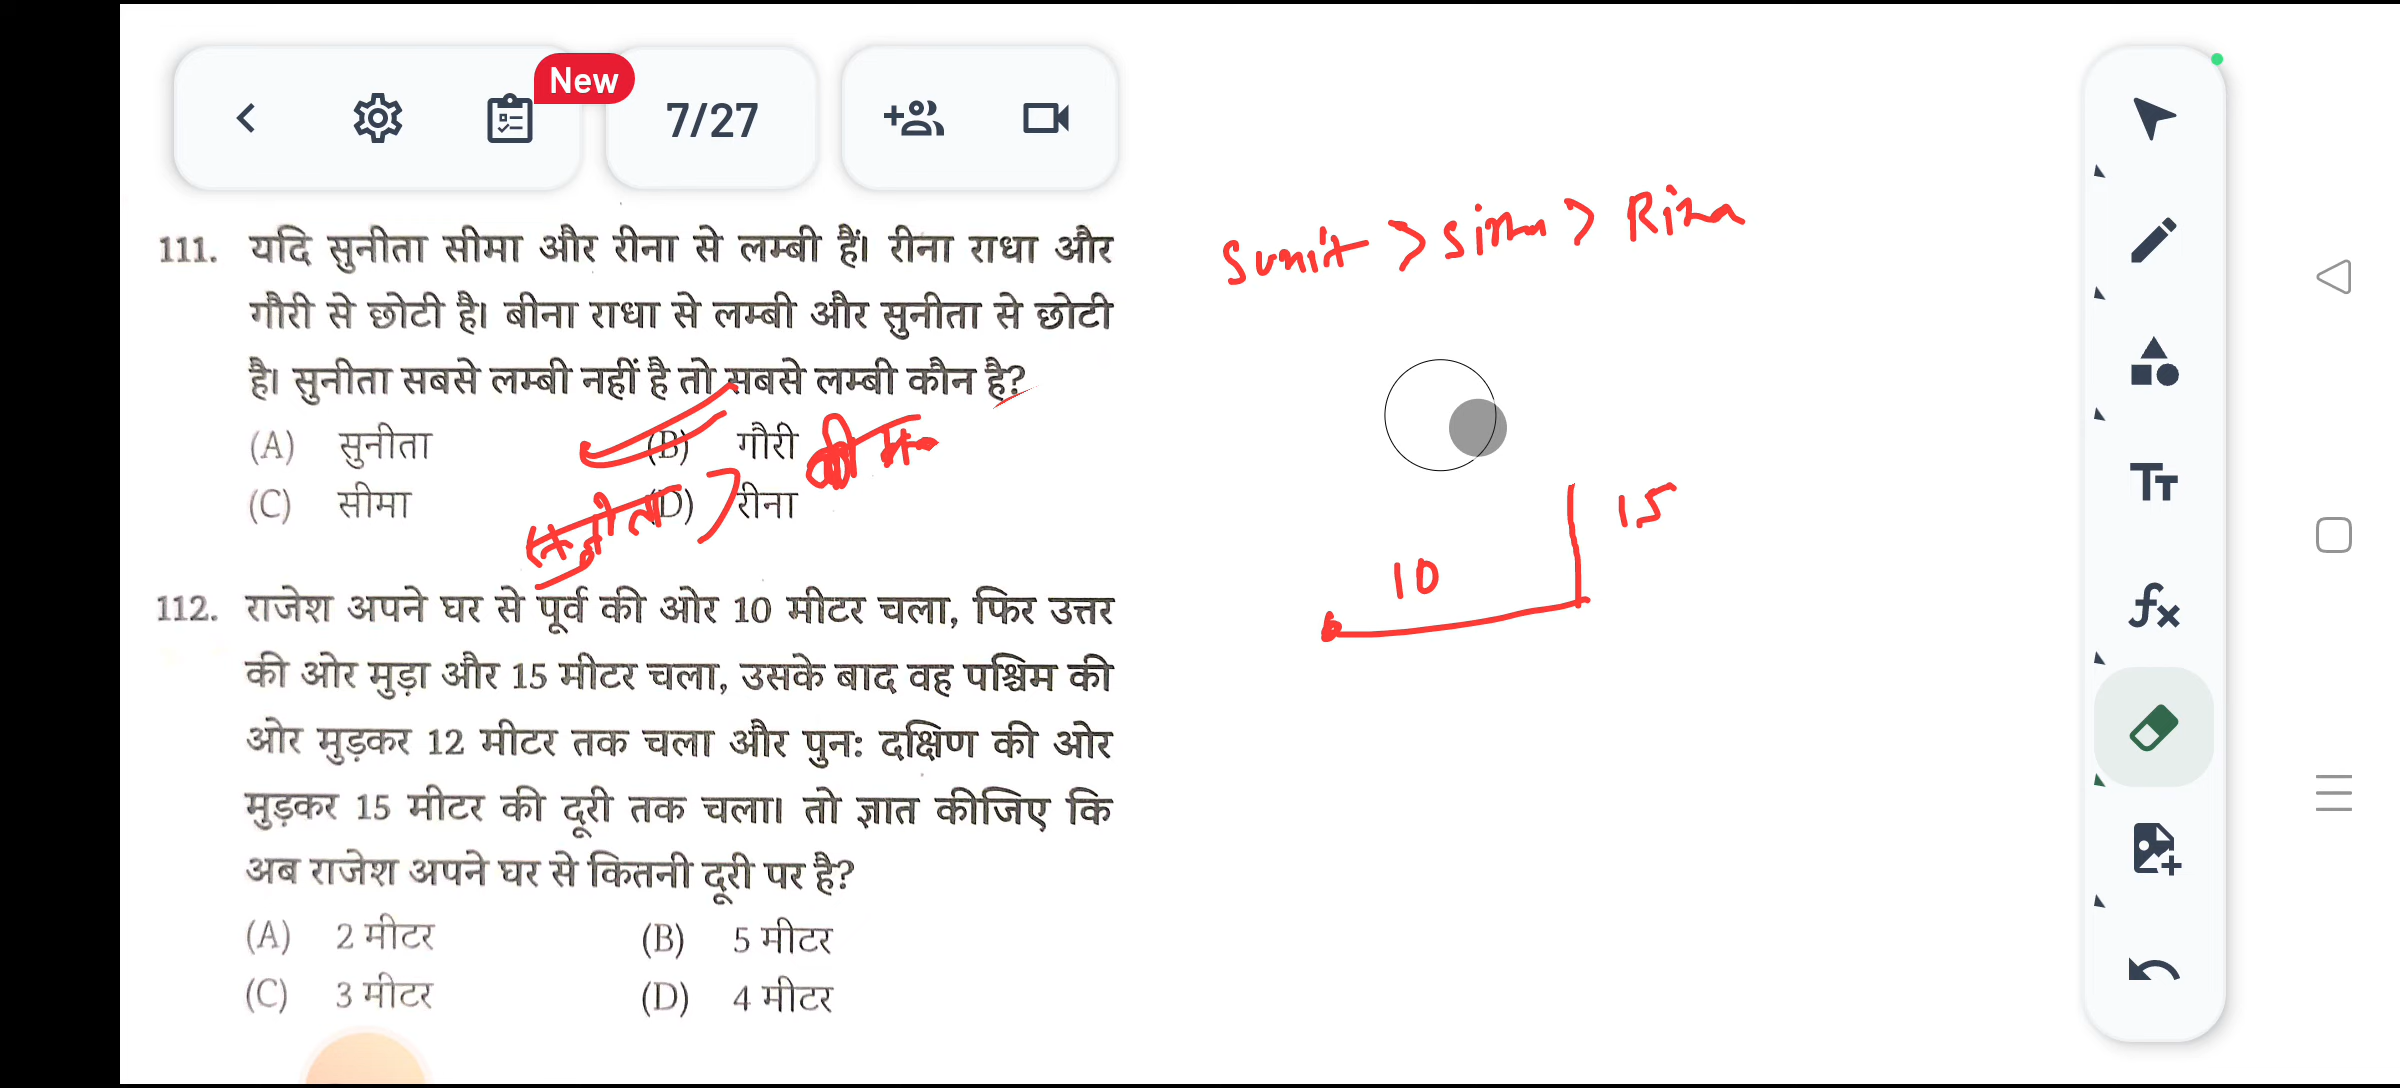 New
7/27
111. यदि सुनीता सीमा और रीना से लम्बी हैं। रीना राधा और
गौरी से छोटी है। बीना राधा से लम्बी और सुनीता से छोटी
है। सुनीता सबसे लम्बी नहीं है तो सबसे लम्बी कौन है?
(A) सुनीता (B) गौरी
(C) सीमा (D) रीना
सुनीता >
112. राजेश अपने घर से पूर्व की ओर 10 मीटर चला, फिर उत्तर
की ओर मुड़ा और 15 मीटर चला, उसके बाद वह पश्चिम की
ओर मुड़कर 12 मीटर तक चला और पुनः दक्षिण की ओर
मुड़कर 15 मीटर की दूरी तक चला। तो ज्ञात कीजिए कि
अब राजेश अपने घर से कितनी दूरी पर है?
(A) 2 मीटर (B) 5 मीटर
(C) 3 मीटर (D) 4 मीटर
> >
15
10
Tт
fx